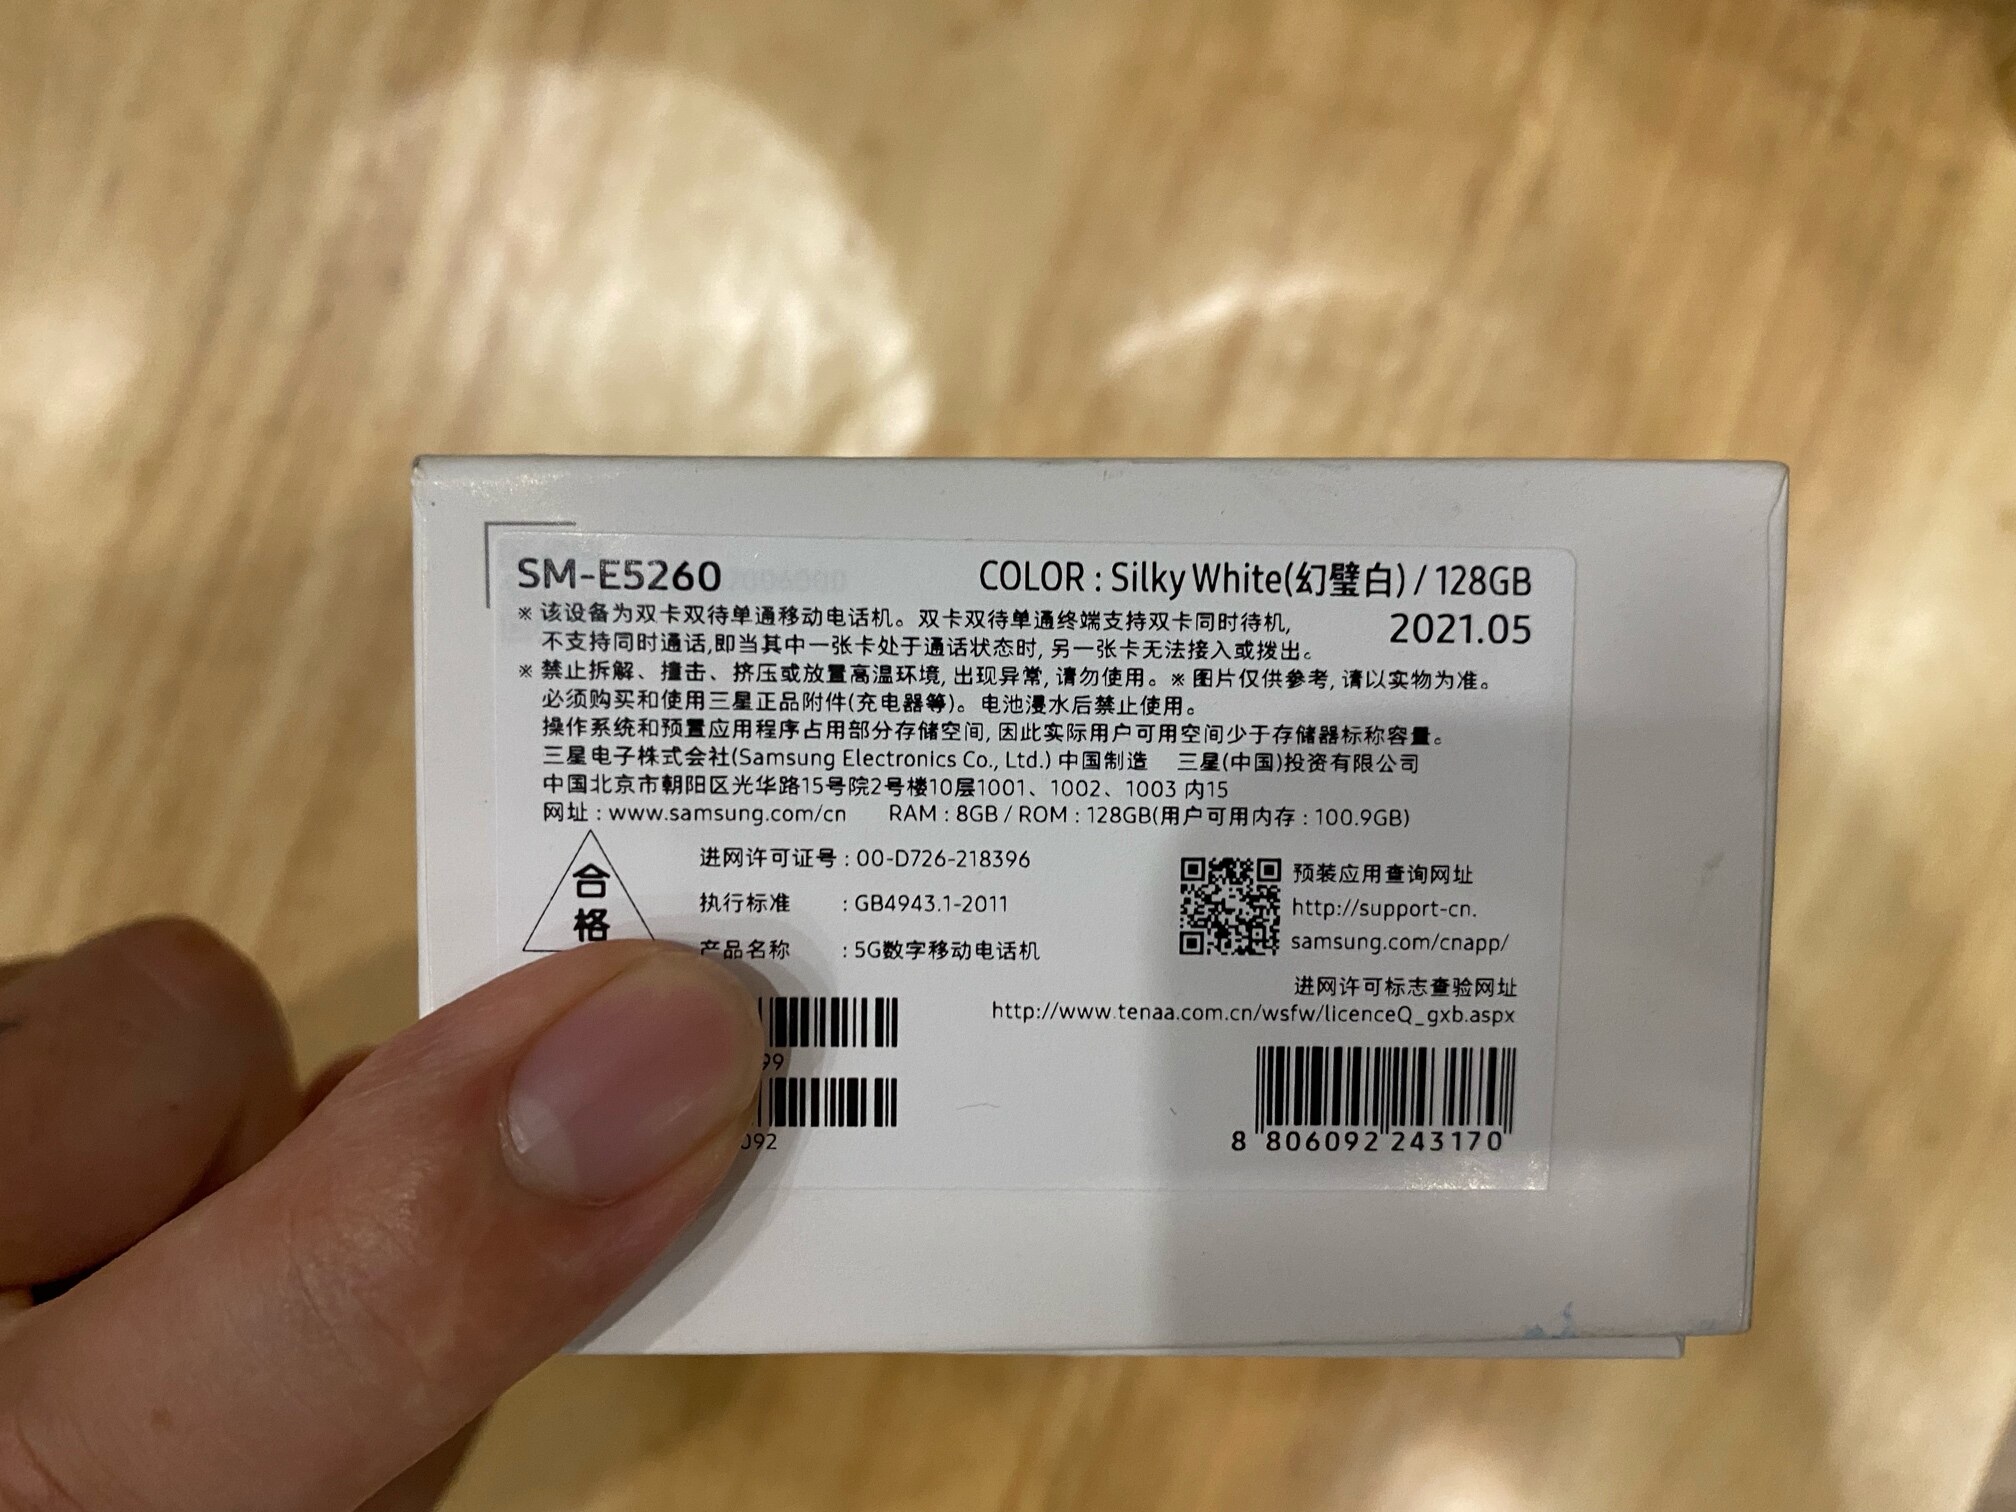 SM-E5260
COLOR : Silky White(幻璧白) / 128GB
2021.05
※ 该设备为双卡双待单通移动电话机。双卡双待单通终端支持双卡同时待机,
不支持同时通话,即当其中一张卡处于通话状态时, 另一张卡无法接入或拨出。
※ 禁止拆解、撞击、挤压或放置高温环境, 出现异常, 请勿使用。※ 图片仅供参考, 请以实物为准。
必须购买和使用三星正品附件(充电器等)。电池浸水后禁止使用。
操作系统和预置应用程序占用部分存储空间, 因此实际用户可用空间少于存储器标称容量。
三星电子株式会社(Samsung Electronics Co., Ltd.) 中国制造 三星(中国)投资有限公司
中国北京市朝阳区光华路15号院2号楼10层1001、1002、1003 内15
网址 : www.samsung.com/cn RAM : 8GB / ROM : 128GB(用户可用内存 : 100.9GB)
合
格
进网许可证号 : 00-D726-218396
执行标准 : GB4943.1-2011
产品名称 : 5G数字移动电话机
预装应用查询网址
http://support-cn.
samsung.com/cnapp/
进网许可标志查验网址
http://www.tenaa.com.cn/wsfw/licenceQ_gxb.aspx
99
092
8 806092 243170